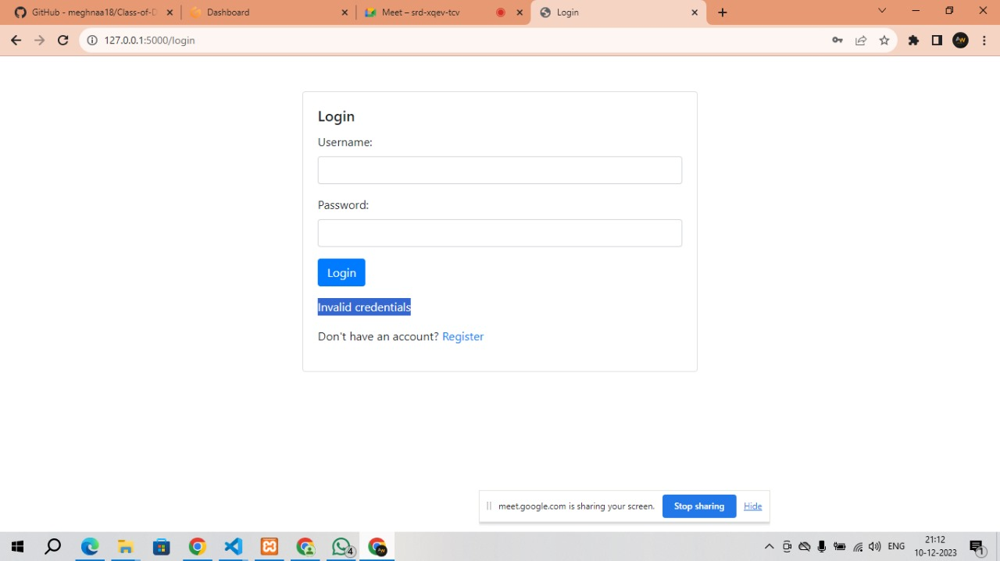 GitHub - meghnaa18/Class-of-D
Dashboard
Meet – srd-xqev-tcv
Login
127.0.0.1:5000/login
Login
Username:
Password:
Login
Invalid credentials
Don't have an account? Register
meet.google.com is sharing your screen.
Stop sharing
Hide
4
ENG
21:12
10-12-2023
1